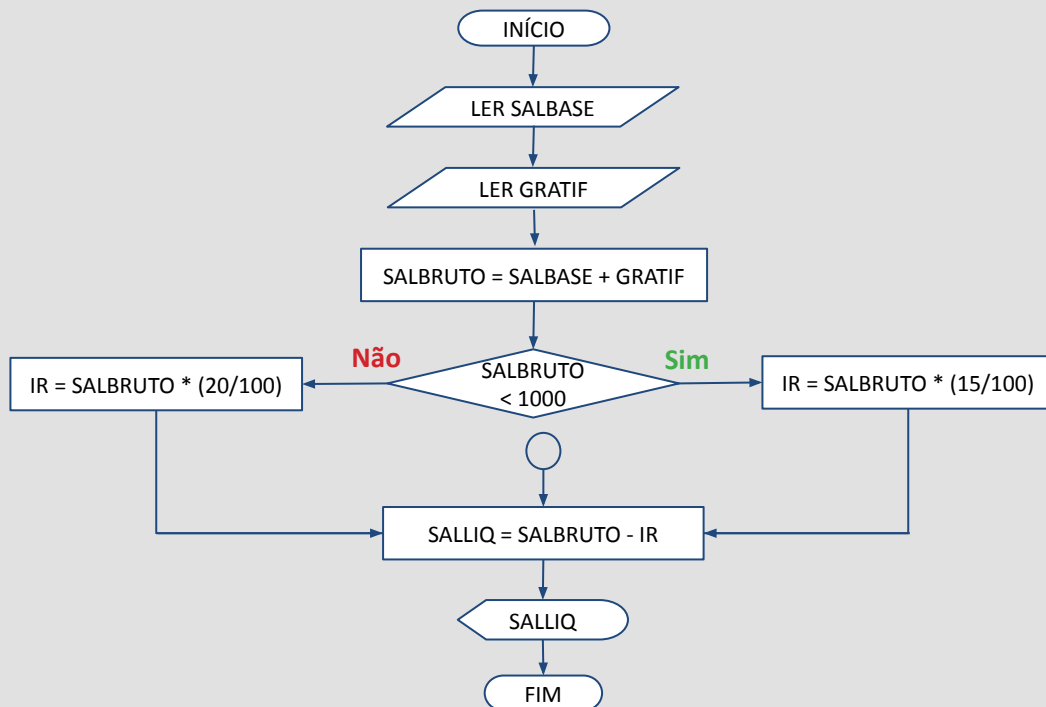 INÍCIO
LER SALBASE
LER GRATIF
SALBRUTO = SALBASE + GRATIF
Não
Sim
SALBRUTO
< 1000
IR = SALBRUTO * (20/100)
IR = SALBRUTO * (15/100)
SALLIQ = SALBRUTO - IR
SALLIQ
FIM